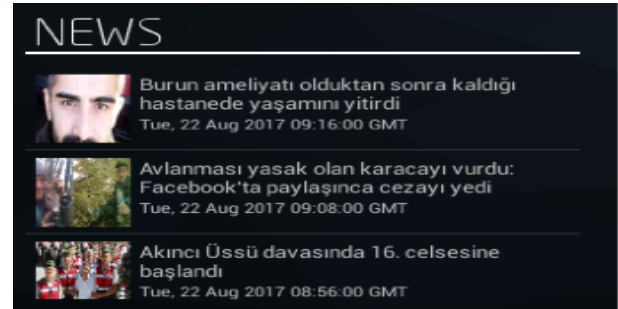 NEWS
Burun ameliyatı olduktan sonra kaldığı
hastanede yaşamını yitirdi
Tue, 22 Aug 2017 09:16:00 GMT
Avlanması yasak olan karacayı vurdu:
Facebook'ta paylaşınca cezayı yedi
Tue, 22 Aug 2017 09:08:00 GMT
Akıncı Üssü davasında 16. celsesine
başlandı
Tue, 22 Aug 2017 08:56:00 GMT